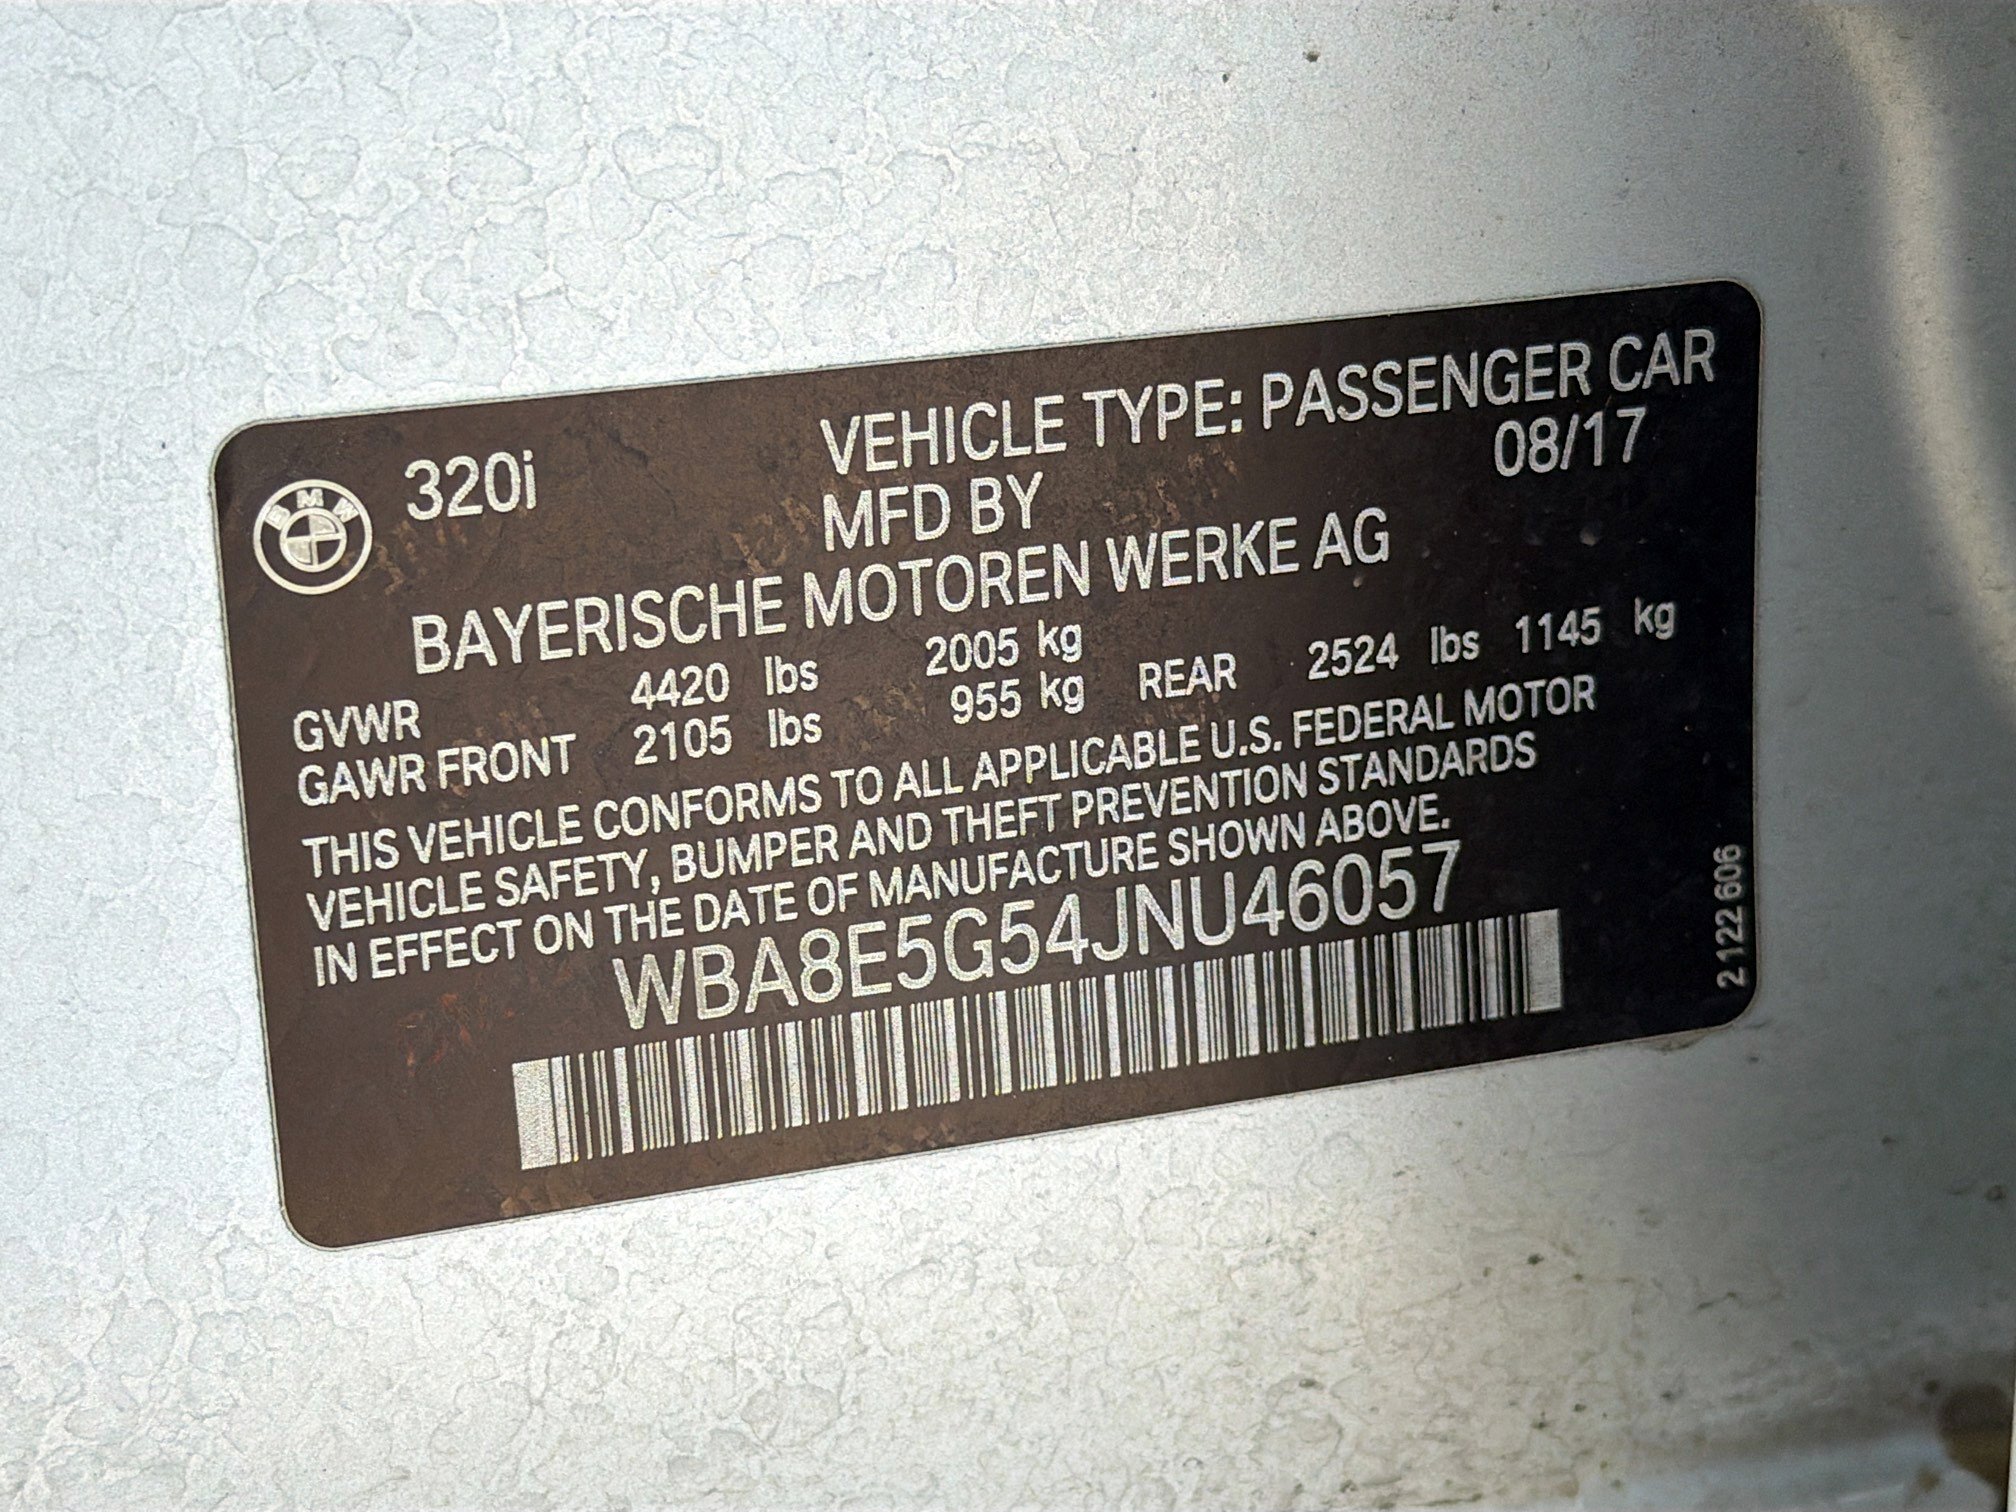 BMW 320i VEHICLE TYPE: PASSENGER CAR
MFD BY 08/17
BAYERISCHE MOTOREN WERKE AG
GVWR 4420 lbs 2005 kg
GAWR FRONT 2105 lbs 955 kg REAR 2524 lbs 1145 kg
THIS VEHICLE CONFORMS TO ALL APPLICABLE U.S. FEDERAL MOTOR
VEHICLE SAFETY, BUMPER AND THEFT PREVENTION STANDARDS
IN EFFECT ON THE DATE OF MANUFACTURE SHOWN ABOVE.
WBA8E5G54JNU46057
2 122 606